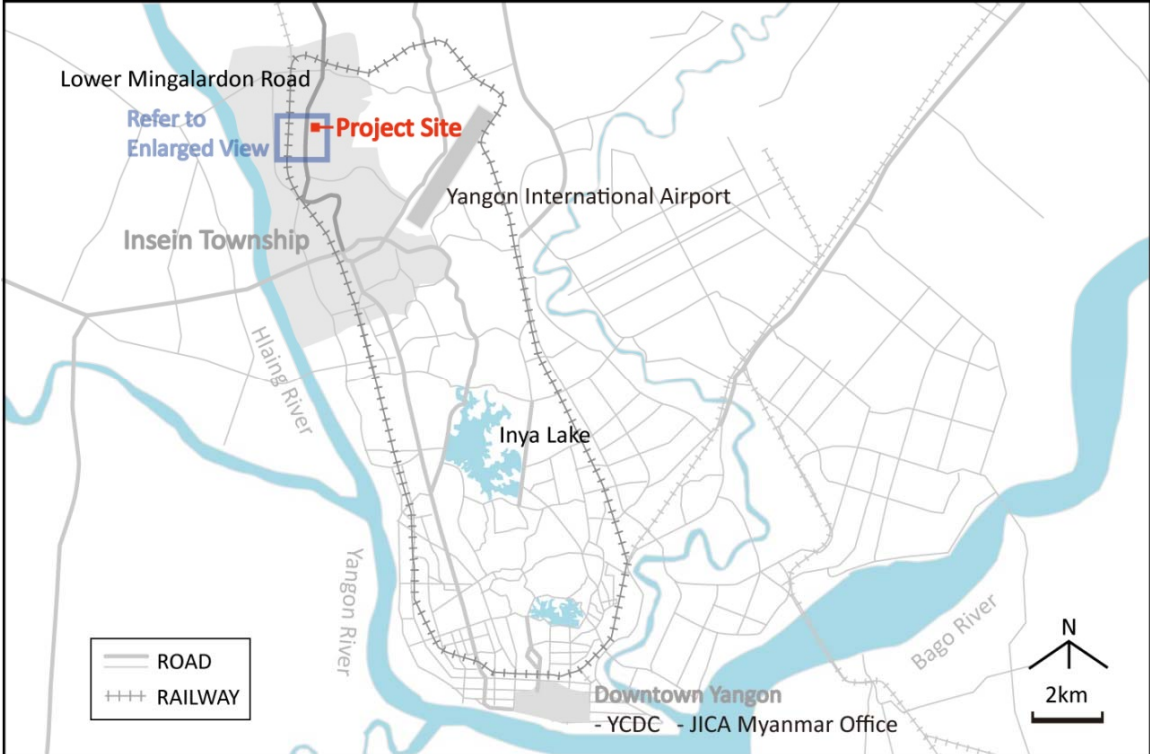 Lower Mingalardon Road
Refer to
Enlarged View
Project Site
Yangon International Airport
Insein Township
Hlaing River
Inya Lake
Yangon River
Bago River
N
2km
ROAD
RAILWAY
Downtown Yangon
- YCDC - JICA Myanmar Office